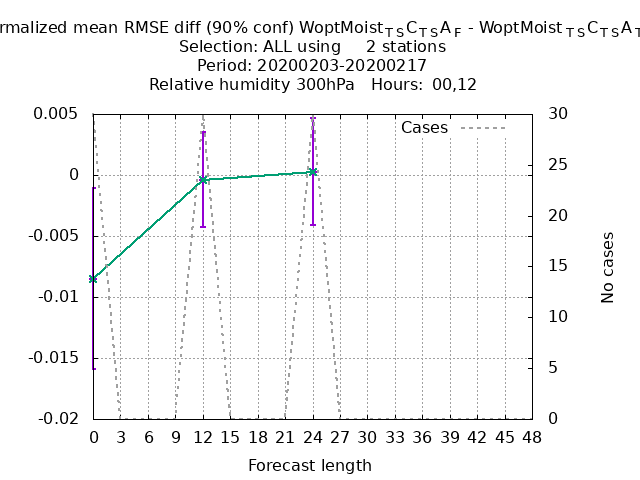 rmalized mean RMSE diff (90% conf) WoptMoistTSCTSAF - WoptMoistTSCTSAT
Selection: ALL using 2 stations
Period: 20200203-20200217
Relative humidity 300hPa Hours: 00,12
0.005 30
Cases
0 25
-0.005 20
15
-0.01 10
-0.015 5
-0.02 0
No cases
0 3 6 9 12 15 18 21 24 27 30 33 36 39 42 45 48
Forecast length